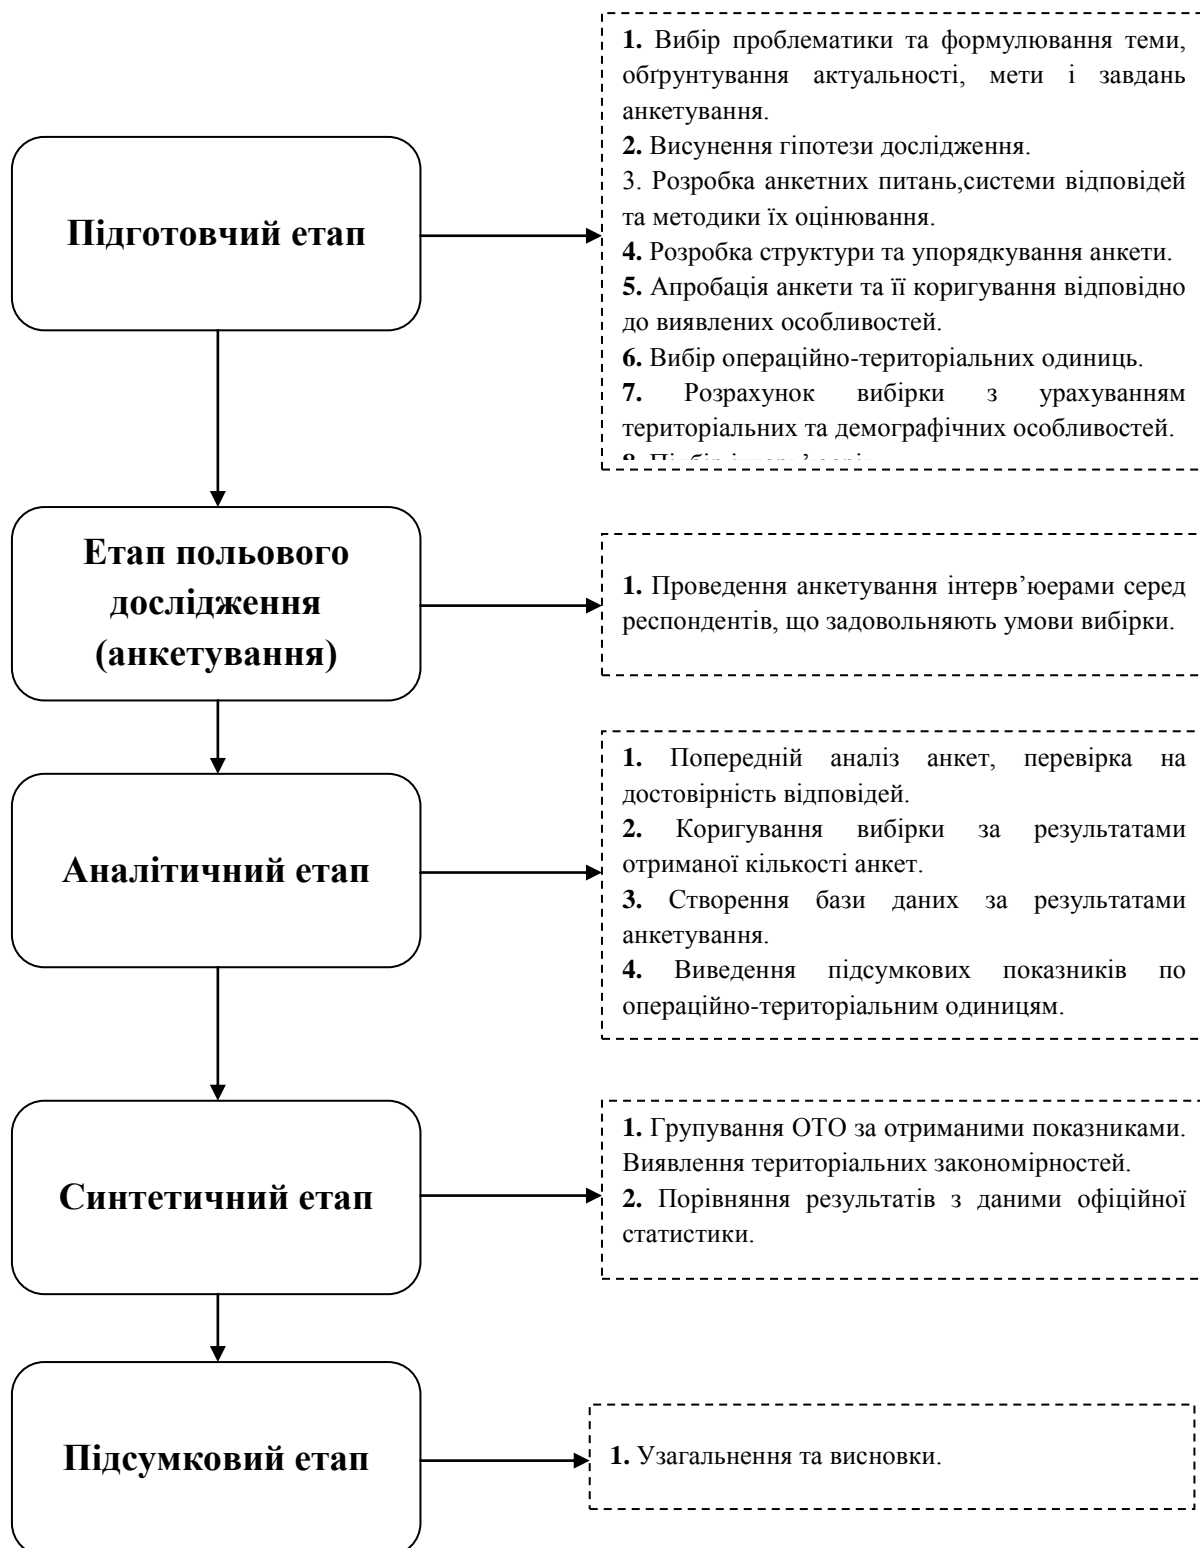 1. Вибір проблематики та формулювання теми,
обґрунтування актуальності, мети і завдань
анкетування.
2. Висунення гіпотези дослідження.
3. Розробка анкетних питань,системи відповідей
та методики їх оцінювання.
4. Розробка структури та упорядкування анкети.
5. Апробація анкети та її коригування відповідно
до виявлених особливостей.
6. Вибір операційно-територіальних одиниць.
7. Розрахунок вибірки з урахуванням
територіальних та демографічних особливостей.
Підготовчий етап
Етап польового
дослідження
(анкетування)
1. Проведення анкетування інтерв’юерами серед
респондентів, що задовольняють умови вибірки.
Аналітичний етап
1. Попередній аналіз анкет, перевірка на
достовірність відповідей.
2. Коригування вибірки за результатами
отриманої кількості анкет.
3. Створення бази даних за результатами
анкетування.
4. Виведення підсумкових показників по
операційно-територіальним одиницям.
Синтетичний етап
1. Групування ОТО за отриманими показниками.
Виявлення територіальних закономірностей.
2. Порівняння результатів з даними офіційної
статистики.
Підсумковий етап
1. Узагальнення та висновки.